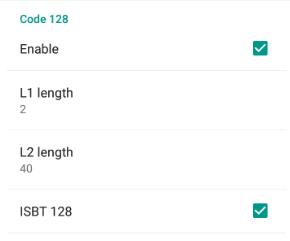 Code 128
Enable
L1 length
2
L2 length
40
ISBT 128